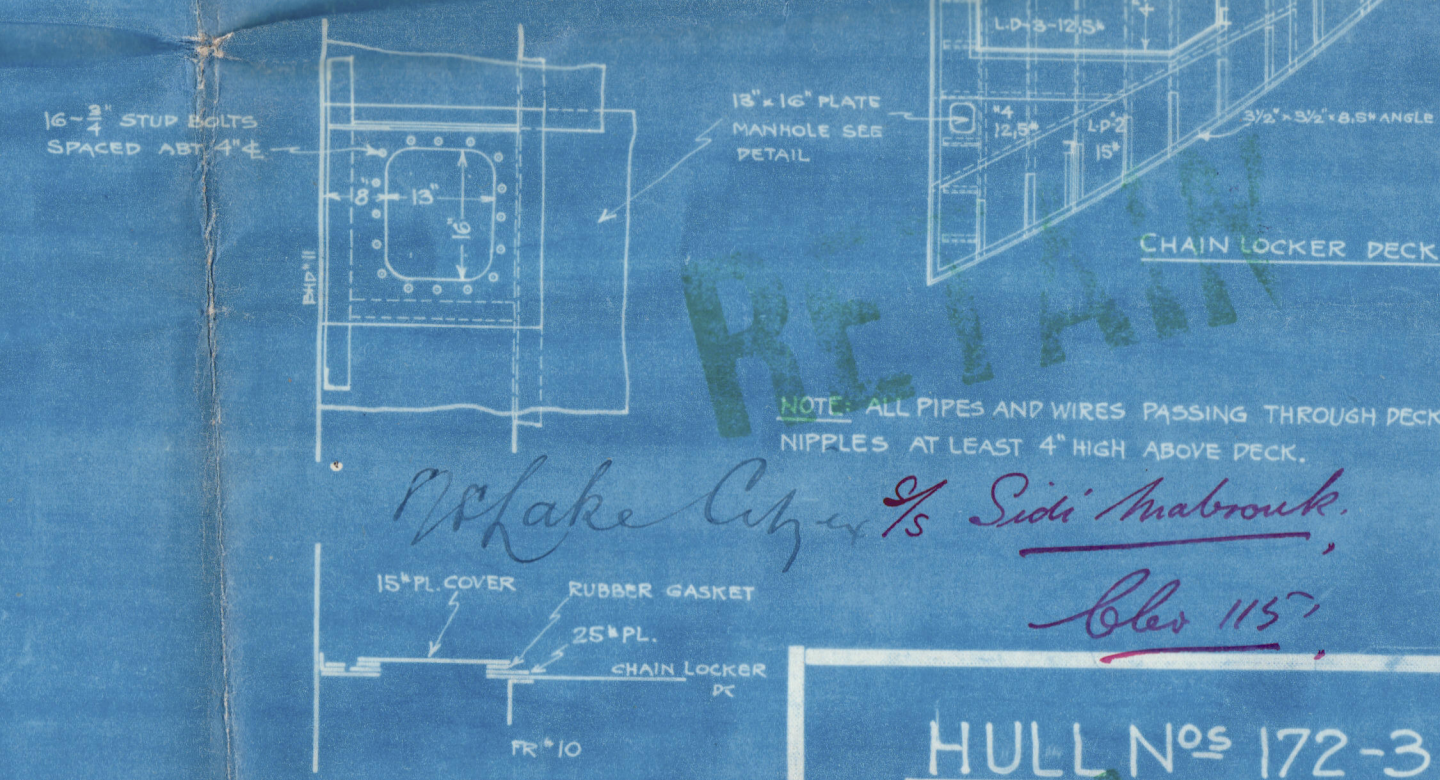 L.D-3-12.5#
16-3/4" STUD BOLTS
SPACED ABT 4" ℄
13" x 16" PLATE
MANHOLE SEE
DETAIL
#4
12.5#
L-D-2
15#
3½" x 3½" x 8.5# ANGLE
8"
13"
16"
BHD #11
CHAIN LOCKER DECK
RETAIN
NOTE: ALL PIPES AND WIRES PASSING THROUGH DECK
NIPPLES AT LEAST 4" HIGH ABOVE DECK.
Lake City ex S/S Sidi Mabrouk.
115
15# PL. COVER
RUBBER GASKET
25# PL.
CHAIN LOCKER
DK
FR #10
HULL NOS 172-3